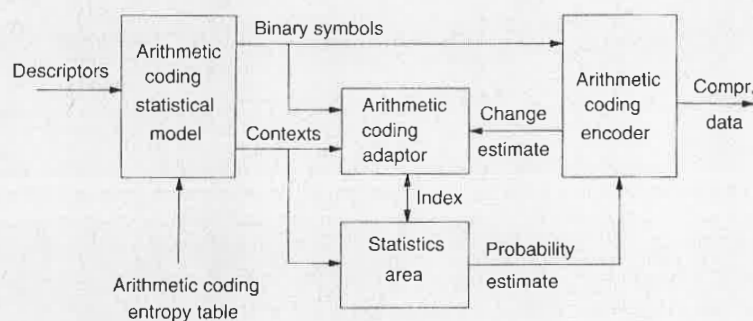 Descriptors
Arithmetic
coding
statistical
model
Arithmetic coding
entropy table
Binary symbols
Contexts
Arithmetic
coding
adaptor
Index
Statistics
area
Change
estimate
Probability
estimate
Arithmetic
coding
encoder
Compr.
data